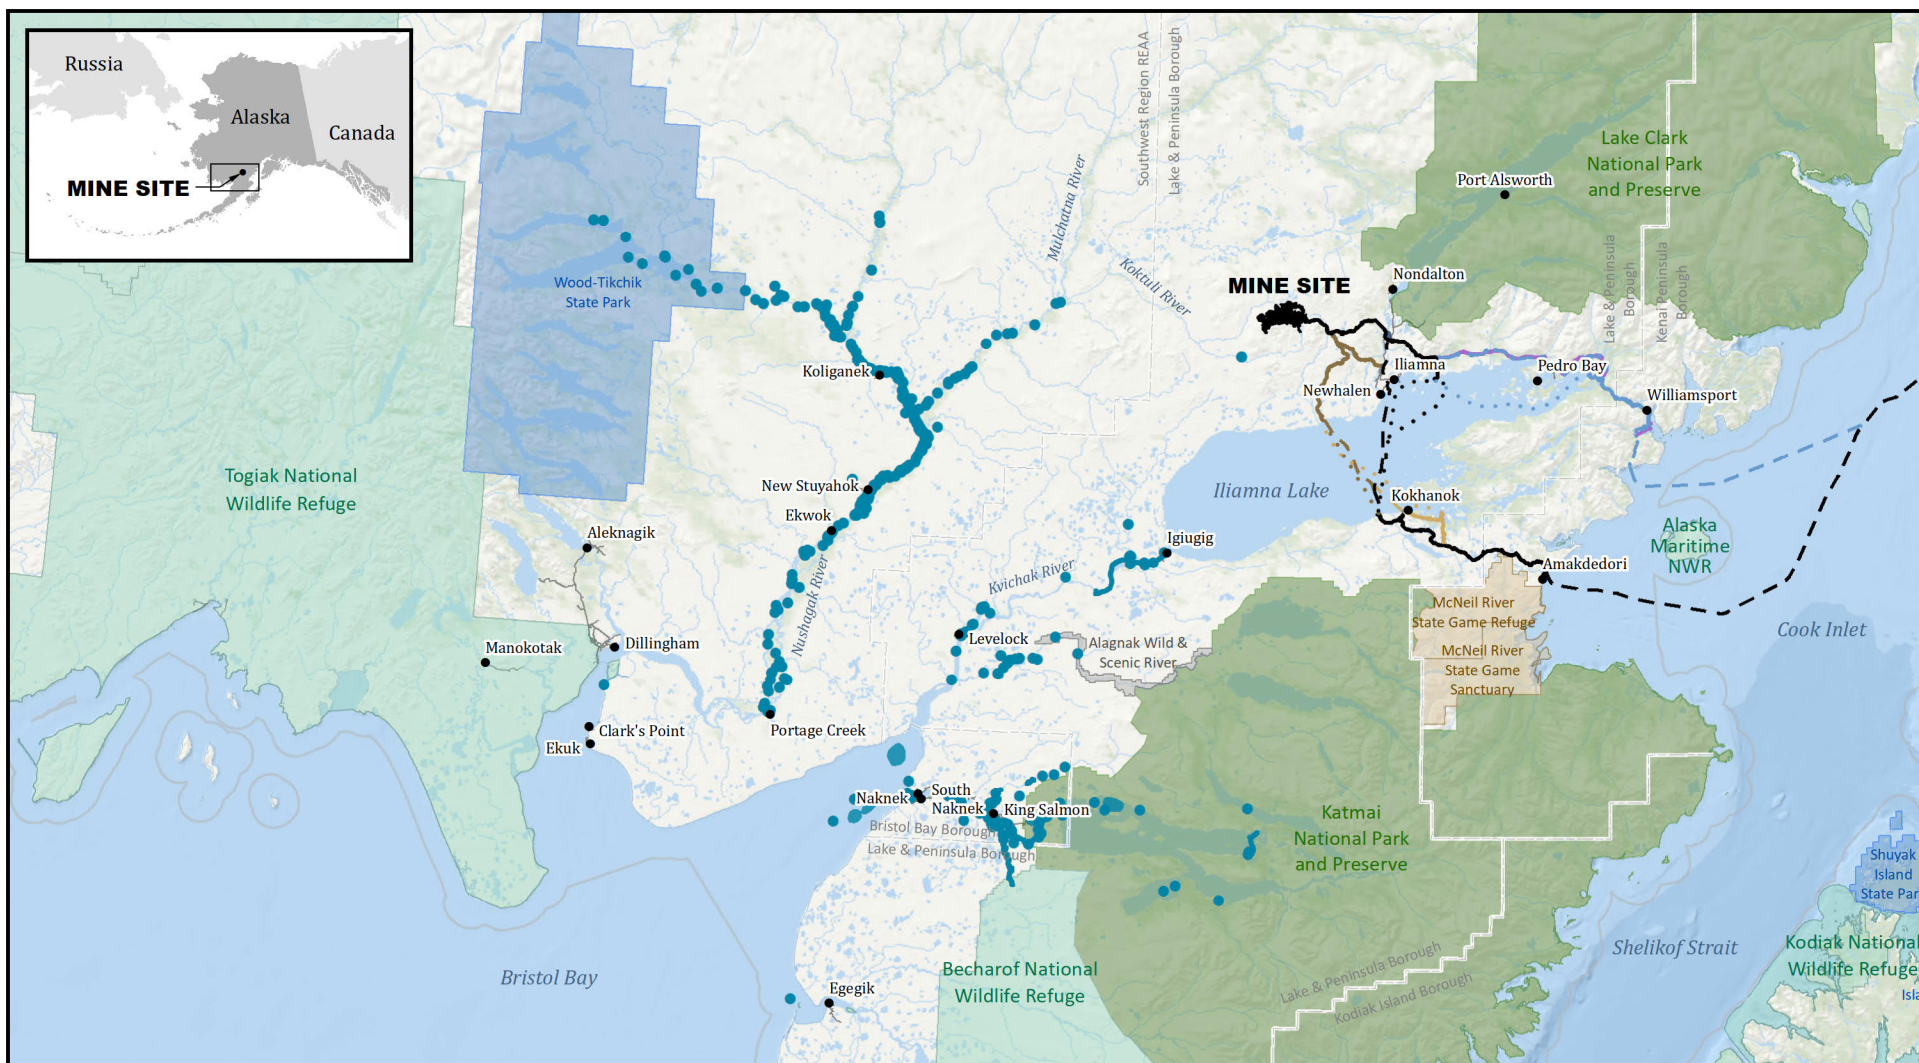 Russia
Alaska
Canada
MINE SITE
Southwest Region REAA
Lake & Peninsula Borough
Mulchatna River
Koktuli River
Lake Clark
National Park
and Preserve
Port Alsworth
Lake & Peninsula
Borough
Kenai Peninsula
Borough
Nondalton
MINE SITE
Wood-Tikchik
State Park
Koliganek
Iliamna
Newhalen
Pedro Bay
Williamsport
Togiak National
Wildlife Refuge
New Stuyahok
Ekwok
Iliamna Lake
Kokhanok
Aleknagik
Igiugig
Alaska
Maritime
NWR
Amakdedori
Kvichak River
Nushagak River
McNeil River
State Game Refuge
McNeil River
State Game
Sanctuary
Cook Inlet
Manokotak
Dillingham
Levelock
Alagnak Wild &
Scenic River
Clark's Point
Ekuk
Portage Creek
Naknek
South
Naknek
King Salmon
Bristol Bay Borough
Lake & Peninsula Borough
Katmai
National Park
and Preserve
Shuyak
Island
State Par
Bristol Bay
Egegik
Becharof National
Wildlife Refuge
Lake & Peninsula Borough
Kodiak Island Borough
Shelikof Strait
Kodiak National
Wildlife Refuge
Isla